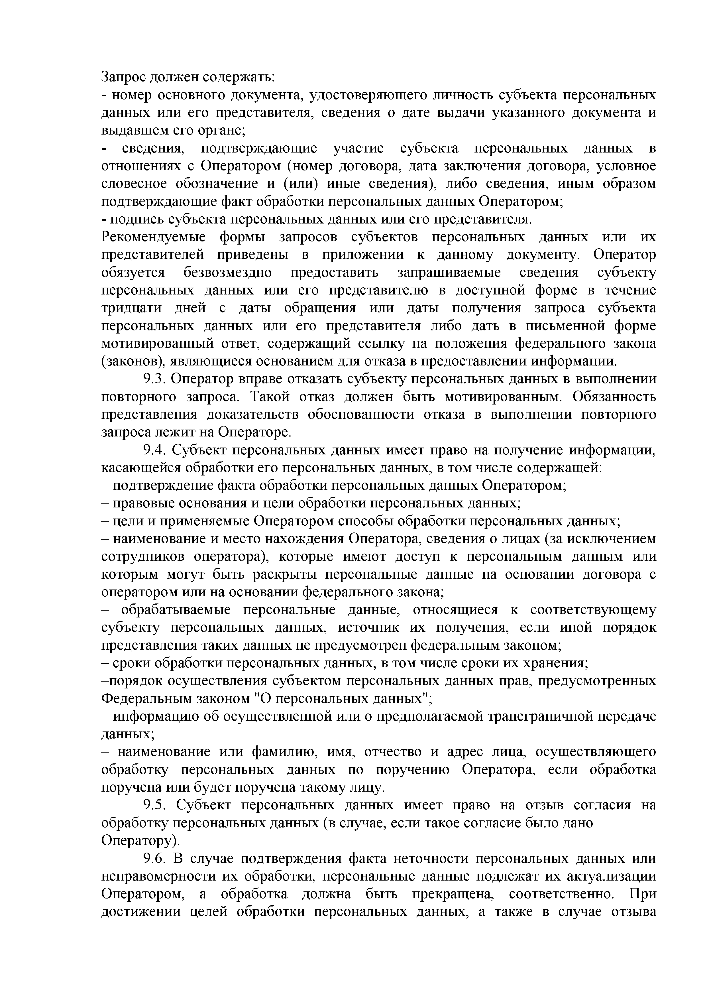 Запрос должен содержать:
- номер основного документа, удостоверяющего личность субъекта персональных
данных или его представителя, сведения о дате выдачи указанного документа и
выдавшем его органе;
- сведения, подтверждающие участие субъекта персональных данных в
отношениях с Оператором (номер договора, дата заключения договора, условное
словесное обозначение и (или) иные сведения), либо сведения, иным образом
подтверждающие факт обработки персональных данных Оператором;
- подпись субъекта персональных данных или его представителя.
Рекомендуемые формы запросов субъектов персональных данных или их
представителей приведены в приложении к данному документу. Оператор
обязуется безвозмездно предоставить запрашиваемые сведения субъекту
персональных данных или его представителю в доступной форме в течение
тридцати дней с даты обращения или даты получения запроса субъекта
персональных данных или его представителя либо дать в письменной форме
мотивированный ответ, содержащий ссылку на положения федерального закона
(законов), являющиеся основанием для отказа в предоставлении информации.
9.3. Оператор вправе отказать субъекту персональных данных в выполнении
повторного запроса. Такой отказ должен быть мотивированным. Обязанность
представления доказательств обоснованности отказа в выполнении повторного
запроса лежит на Операторе.
9.4. Субъект персональных данных имеет право на получение информации,
касающейся обработки его персональных данных, в том числе содержащей:
– подтверждение факта обработки персональных данных Оператором;
– правовые основания и цели обработки персональных данных;
– цели и применяемые Оператором способы обработки персональных данных;
– наименование и место нахождения Оператора, сведения о лицах (за исключением
сотрудников оператора), которые имеют доступ к персональным данным или
которым могут быть раскрыты персональные данные на основании договора с
оператором или на основании федерального закона;
– обрабатываемые персональные данные, относящиеся к соответствующему
субъекту персональных данных, источник их получения, если иной порядок
представления таких данных не предусмотрен федеральным законом;
– сроки обработки персональных данных, в том числе сроки их хранения;
–порядок осуществления субъектом персональных данных прав, предусмотренных
Федеральным законом "О персональных данных";
– информацию об осуществленной или о предполагаемой трансграничной передаче
данных;
– наименование или фамилию, имя, отчество и адрес лица, осуществляющего
обработку персональных данных по поручению Оператора, если обработка
поручена или будет поручена такому лицу.
9.5. Субъект персональных данных имеет право на отзыв согласия на
обработку персональных данных (в случае, если такое согласие было дано
Оператору).
9.6. В случае подтверждения факта неточности персональных данных или
неправомерности их обработки, персональные данные подлежат их актуализации
Оператором, а обработка должна быть прекращена, соответственно. При
достижении целей обработки персональных данных, а также в случае отзыва